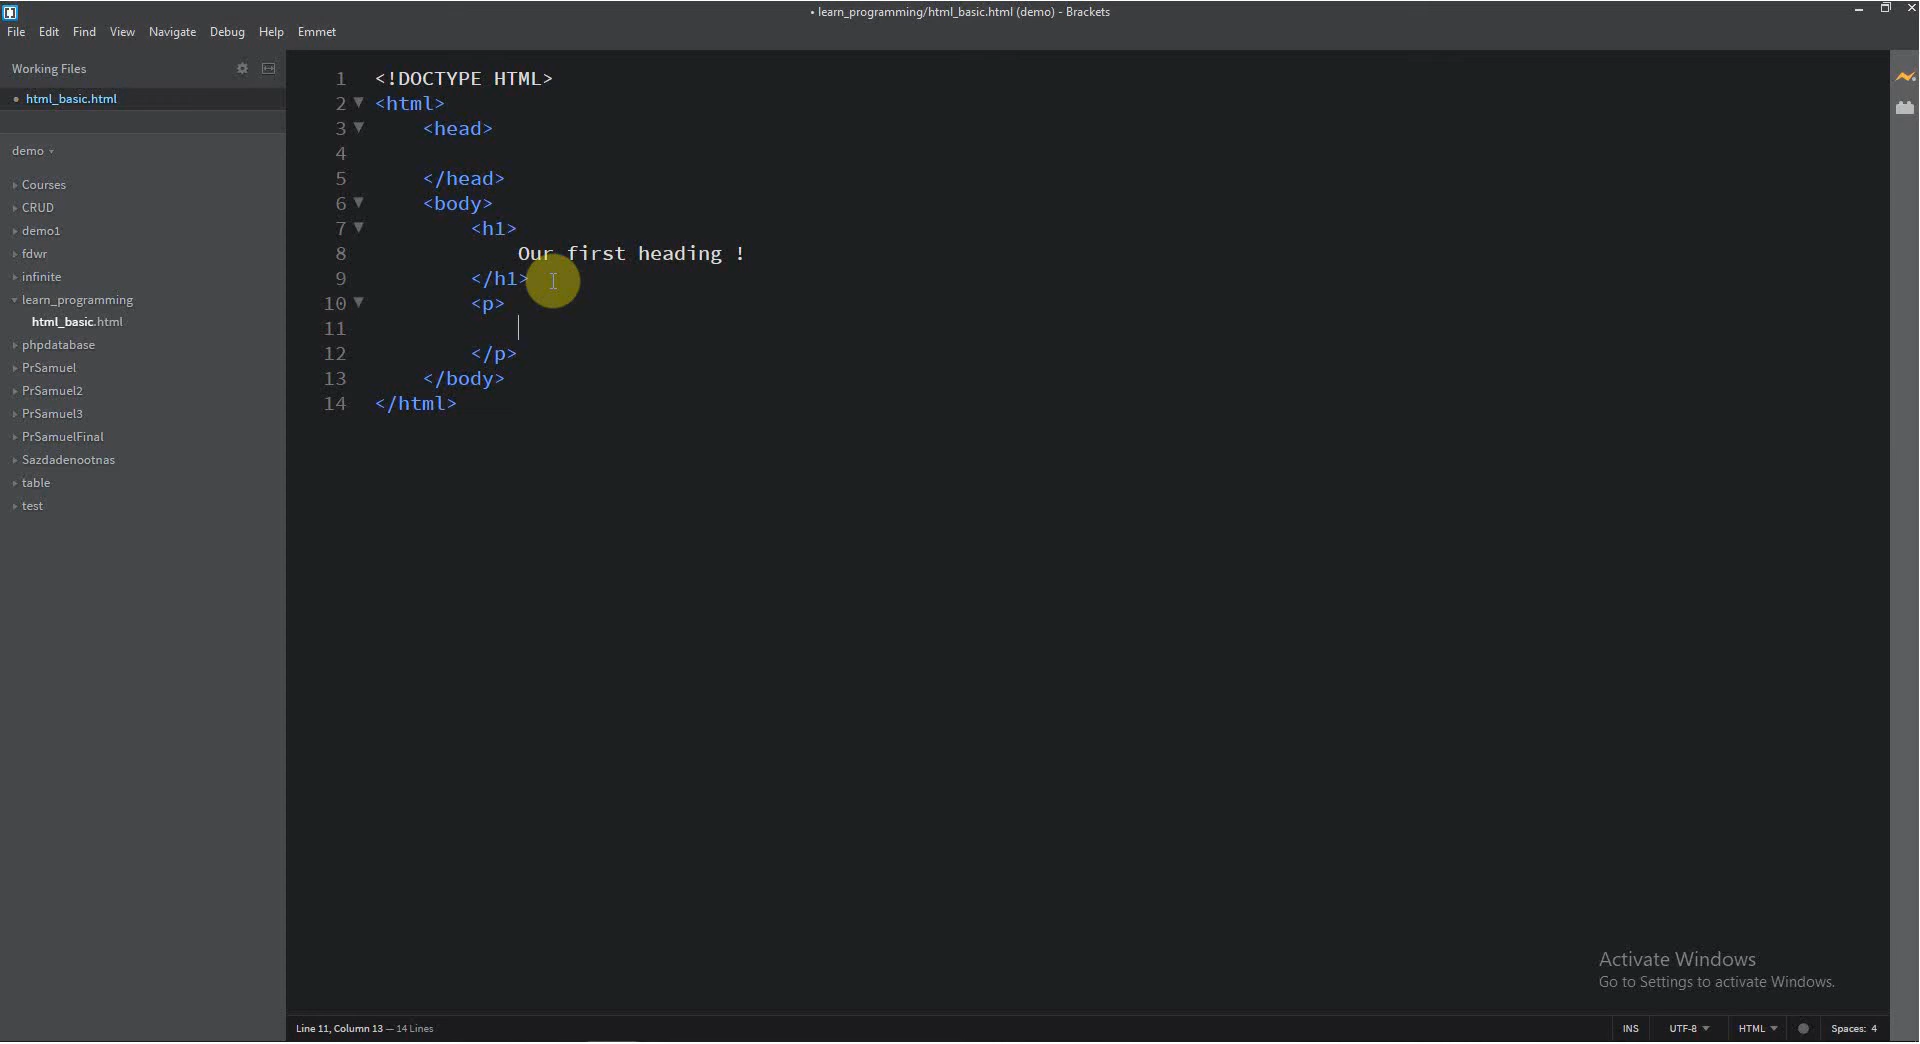 • learn_programming/html_basic.html (demo) - Brackets
File Edit Find View Navigate Debug Help Emmet
Working Files
html_basic.html
demo
Courses
CRUD
demo1
fdwr
infinite
learn_programming
html_basic.html
phpdatabase
PrSamuel
PrSamuel2
PrSamuel3
PrSamuelFinal
Sazdadenootnas
table
test
1 <!DOCTYPE HTML>
2 <html>
3 <head>
4
5 </head>
6 <body>
7 <h1>
8 Our first heading !
9 </h1>
10 <p>
11
12 </p>
13 </body>
14 </html>
Activate Windows
Go to Settings to activate Windows.
Line 11, Column 13 — 14 Lines
INS UTF-8 HTML Spaces: 4